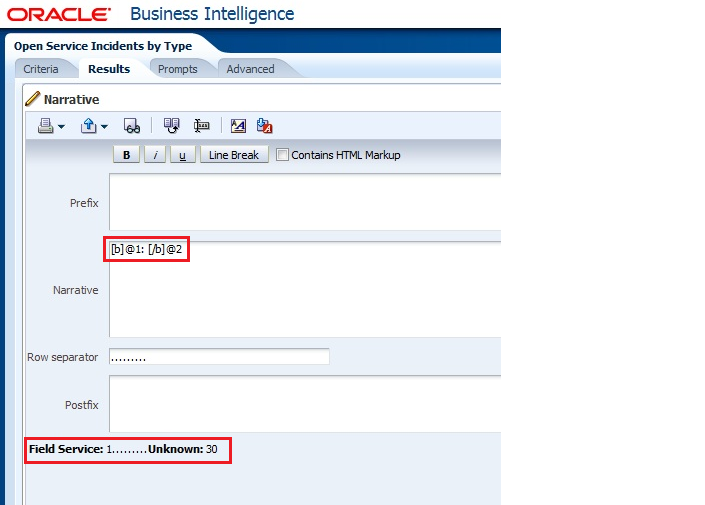 ORACLE® Business Intelligence
Open Service Incidents by Type
Criteria Results Prompts Advanced
Narrative
B i u Line Break Contains HTML Markup
Prefix
[b]@1: [/b]@2
Narrative
Row separator .........
Postfix
Field Service: 1.........Unknown: 30